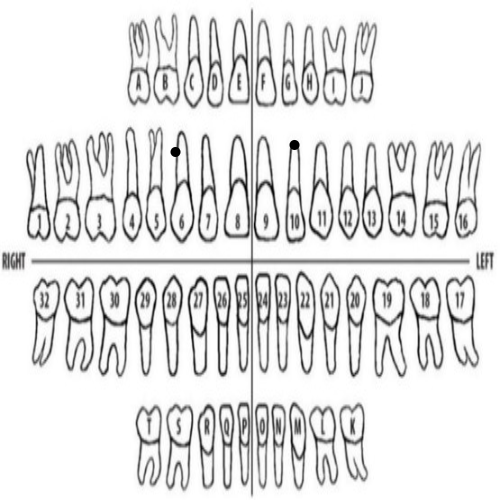 A B C D E F G H I J
1 2 3 4 5 6 7 8 9 10 11 12 13 14 15 16
RIGHT LEFT
32 31 30 29 28 27 26 25 24 23 22 21 20 19 18 17
T S R Q P O N M L K